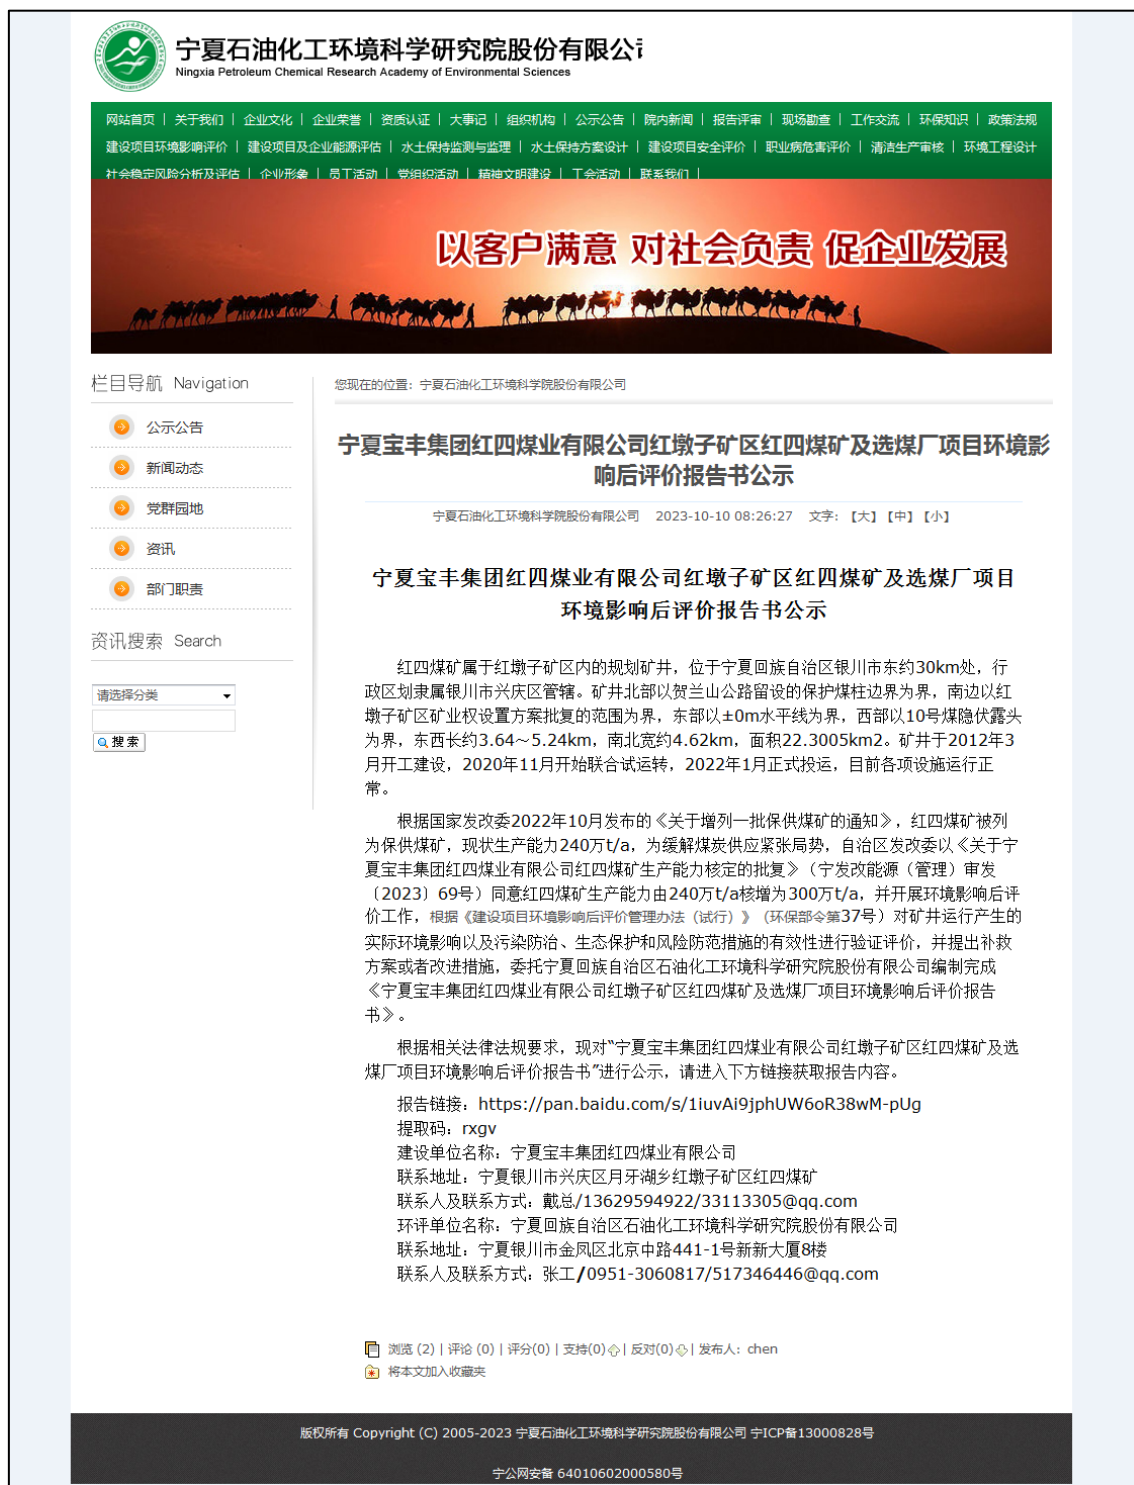 宁夏石油化工环境科学研究院股份有限公司
Ningxia Petroleum Chemical Research Academy of Environmental Sciences
网站首页 | 关于我们 | 企业文化 | 企业荣誉 | 资质认证 | 大事记 | 组织机构 | 公示公告 | 院内新闻 | 报告评审 | 现场勘查 | 工作交流 | 环保知识 | 政策法规
建设项目环境影响评价 | 建设项目及企业能源评估 | 水土保持监测与监理 | 水土保持方案设计 | 建设项目安全评价 | 职业病危害评价 | 清洁生产审核 | 环境工程设计
社会稳定风险分析及评估 | 企业形象 | 员工活动 | 党组织活动 | 精神文明建设 | 工会活动 | 联系我们 |
以客户满意 对社会负责 促企业发展
栏目导航 Navigation
公示公告
新闻动态
党群园地
资讯
部门职责
资讯搜索 Search
请选择分类
搜索
您现在的位置：宁夏石油化工环境科学院股份有限公司
宁夏宝丰集团红四煤业有限公司红墩子矿区红四煤矿及选煤厂项目环境影
响后评价报告书公示
宁夏石油化工环境科学院股份有限公司 2023-10-10 08:26:27 文字：【大】【中】【小】
宁夏宝丰集团红四煤业有限公司红墩子矿区红四煤矿及选煤厂项目
环境影响后评价报告书公示
红四煤矿属于红墩子矿区内的规划矿井，位于宁夏回族自治区银川市东约30km处，行
政区划隶属银川市兴庆区管辖。矿井北部以贺兰山公路留设的保护煤柱边界为界，南边以红
墩子矿区矿业权设置方案批复的范围为界，东部以±0m水平线为界，西部以10号煤隐伏露头
为界，东西长约3.64～5.24km，南北宽约4.62km，面积22.3005km2。矿井于2012年3
月开工建设，2020年11月开始联合试运转，2022年1月正式投运，目前各项设施运行正
常。
根据国家发改委2022年10月发布的《关于增列一批保供煤矿的通知》，红四煤矿被列
为保供煤矿，现状生产能力240万t/a，为缓解煤炭供应紧张局势，自治区发改委以《关于宁
夏宝丰集团红四煤业有限公司红四煤矿生产能力核定的批复》（宁发改能源（管理）审发
〔2023〕69号）同意红四煤矿生产能力由240万t/a核增为300万t/a，并开展环境影响后评
价工作，根据《建设项目环境影响后评价管理办法（试行）》（环保部令第37号）对矿井运行产生的
实际环境影响以及污染防治、生态保护和风险防范措施的有效性进行验证评价，并提出补救
方案或者改进措施，委托宁夏回族自治区石油化工环境科学研究院股份有限公司编制完成
《宁夏宝丰集团红四煤业有限公司红墩子矿区红四煤矿及选煤厂项目环境影响后评价报告
书》。
根据相关法律法规要求，现对“宁夏宝丰集团红四煤业有限公司红墩子矿区红四煤矿及选
煤厂项目环境影响后评价报告书”进行公示，请进入下方链接获取报告内容。
报告链接：https://pan.baidu.com/s/1iuvAi9jphUW6oR38wM-pUg
提取码：rxgv
建设单位名称：宁夏宝丰集团红四煤业有限公司
联系地址：宁夏银川市兴庆区月牙湖乡红墩子矿区红四煤矿
联系人及联系方式：戴总/13629594922/33113305@qq.com
环评单位名称：宁夏回族自治区石油化工环境科学研究院股份有限公司
联系地址：宁夏银川市金凤区北京中路441-1号新新大厦8楼
联系人及联系方式：张工/0951-3060817/517346446@qq.com
浏览 (2) | 评论 (0) | 评分(0) | 支持(0) | 反对(0) | 发布人：chen
将本文加入收藏夹
版权所有 Copyright (C) 2005-2023 宁夏石油化工环境科学研究院股份有限公司 宁ICP备13000828号
宁公网安备 64010602000580号